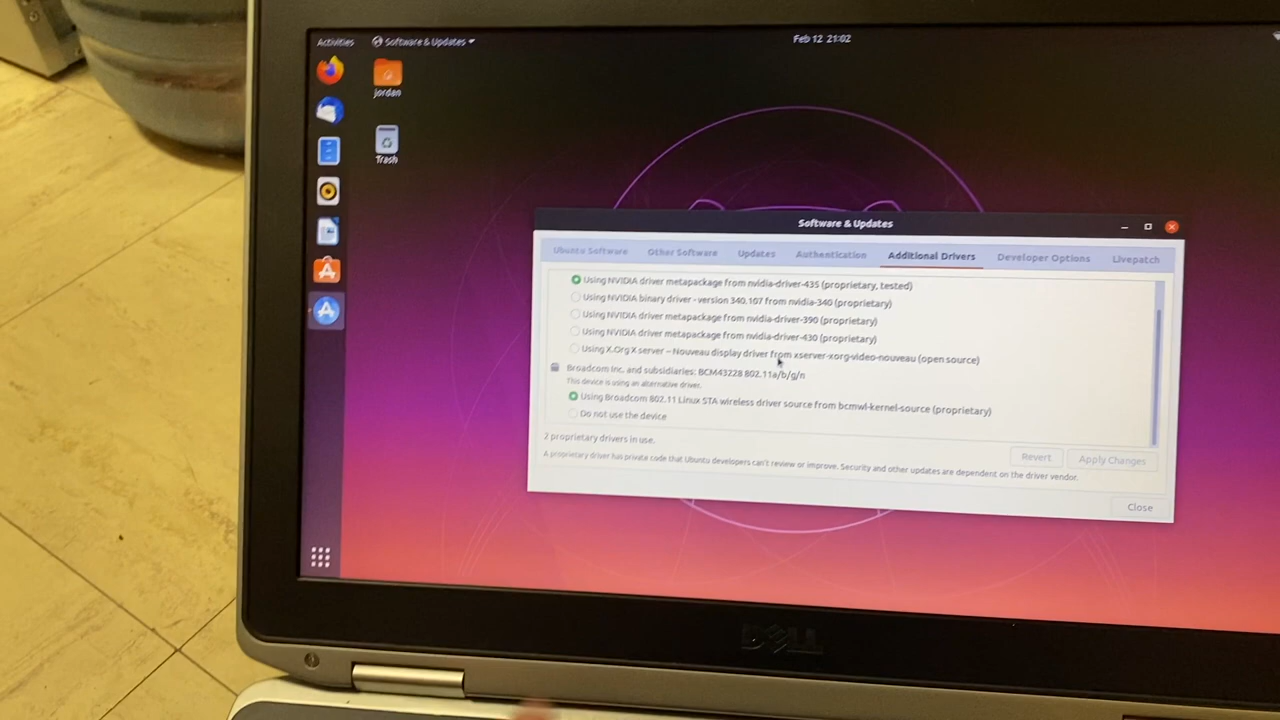 Activities
Software & Updates
Feb 12 21:02
jordan
Trash
Software & Updates
Ubuntu Software
Other Software
Updates
Authentication
Additional Drivers
Developer Options
Livepatch
Using NVIDIA driver metapackage from nvidia-driver-435 (proprietary, tested)
Using NVIDIA binary driver - version 340.107 from nvidia-340 (proprietary)
Using NVIDIA driver metapackage from nvidia-driver-390 (proprietary)
Using NVIDIA driver metapackage from nvidia-driver-430 (proprietary)
Using X.Org X server -- Nouveau display driver from xserver-xorg-video-nouveau (open source)
Broadcom Inc. and subsidiaries: BCM43228 802.11a/b/g/n
This device is using an alternative driver.
Using Broadcom 802.11 Linux STA wireless driver source from bcmwl-kernel-source (proprietary)
Do not use the device
2 proprietary drivers in use.
Revert
Apply Changes
A proprietary driver has private code that Ubuntu developers can't review or improve. Security and other updates are dependent on the driver vendor.
Close
DELL